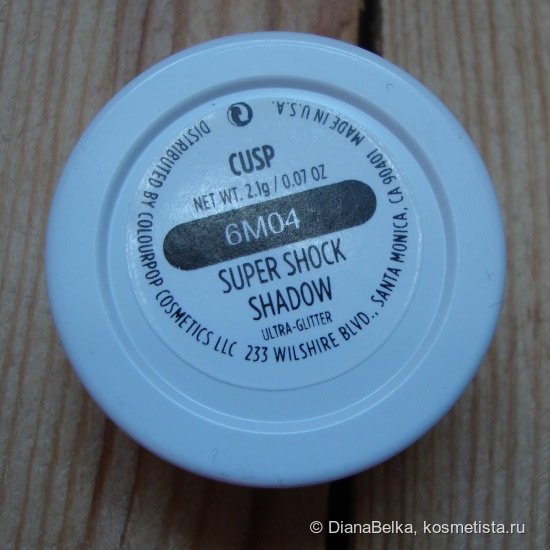 CUSP
NET WT. 2.1g / 0.07 OZ
6M04
SUPER SHOCK
SHADOW
ULTRA-GLITTER
DISTRIBUTED BY COLOURPOP COSMETICS LLC 233 WILSHIRE BLVD., SANTA MONICA, CA 90401 MADE IN U.S.A.
© DianaBelka, kosmetista.ru